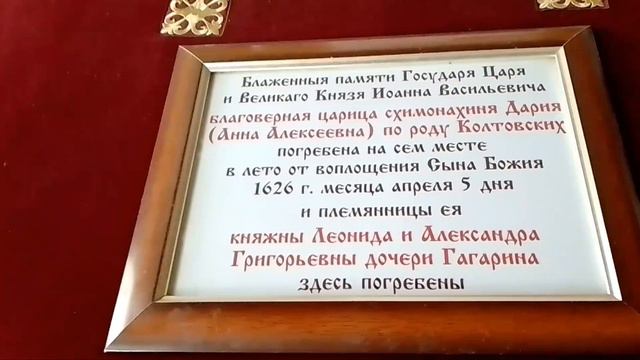 Блаженныя памяти Государя Царя
и Великаго Князя Иоанна Васильевича
благоверная царица схимонахиня Дария
(Анна Алексеевна) по роду Колтовских
погребена на сем месте
в лето от воплощения Сына Божия
1626 г. месяца апреля 5 дня
и племянницы ея
княжны Леонида и Александра
Григорьевны дочери Гагарина
здесь погребены